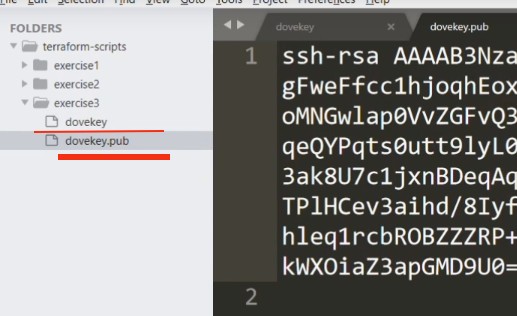 File Edit Selection Find View Goto Tools Project Preferences Help
FOLDERS
terraform-scripts
exercise1
exercise2
exercise3
dovekey
dovekey.pub
dovekey × dovekey.pub
1 ssh-rsa AAAAB3Nza
gFweFfcc1hjoqhEox
oMNGwlap0VvZGFvQ3
qeQYPqts0utt9lyL0
3ak8U7c1jxnBDeqAq
TPlHCev3aihd/8Iyf
hleq1rcbROBZZZRP+
kWXOiaZ3apGMD9U0=
2